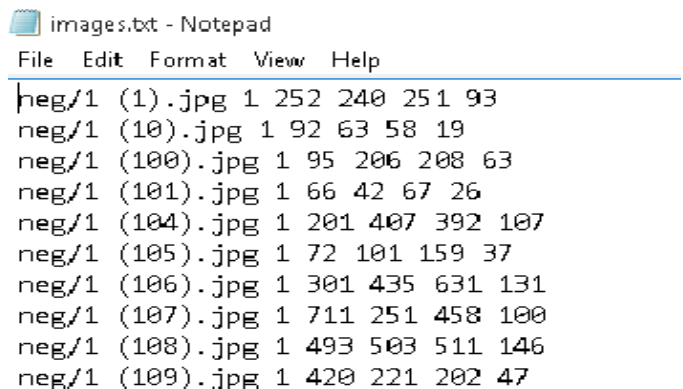 images.txt - Notepad
File Edit Format View Help
neg/1 (1).jpg 1 252 240 251 93
neg/1 (10).jpg 1 92 63 58 19
neg/1 (100).jpg 1 95 206 208 63
neg/1 (101).jpg 1 66 42 67 26
neg/1 (104).jpg 1 201 407 392 107
neg/1 (105).jpg 1 72 101 159 37
neg/1 (106).jpg 1 301 435 631 131
neg/1 (107).jpg 1 711 251 458 100
neg/1 (108).jpg 1 493 503 511 146
neg/1 (109).jpg 1 420 221 202 47